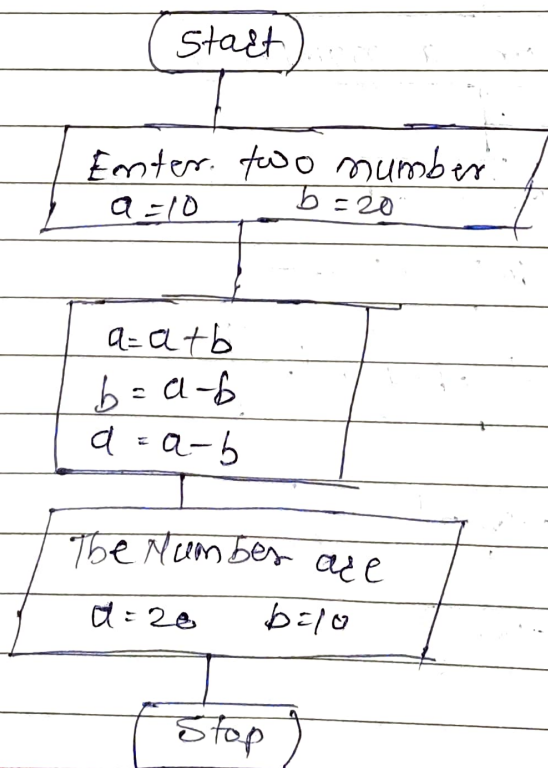 Start
Enter two number
a=10 b=20
a=a+b
b=a-b
a=a-b
The Number are
a=20 b=10
Stop